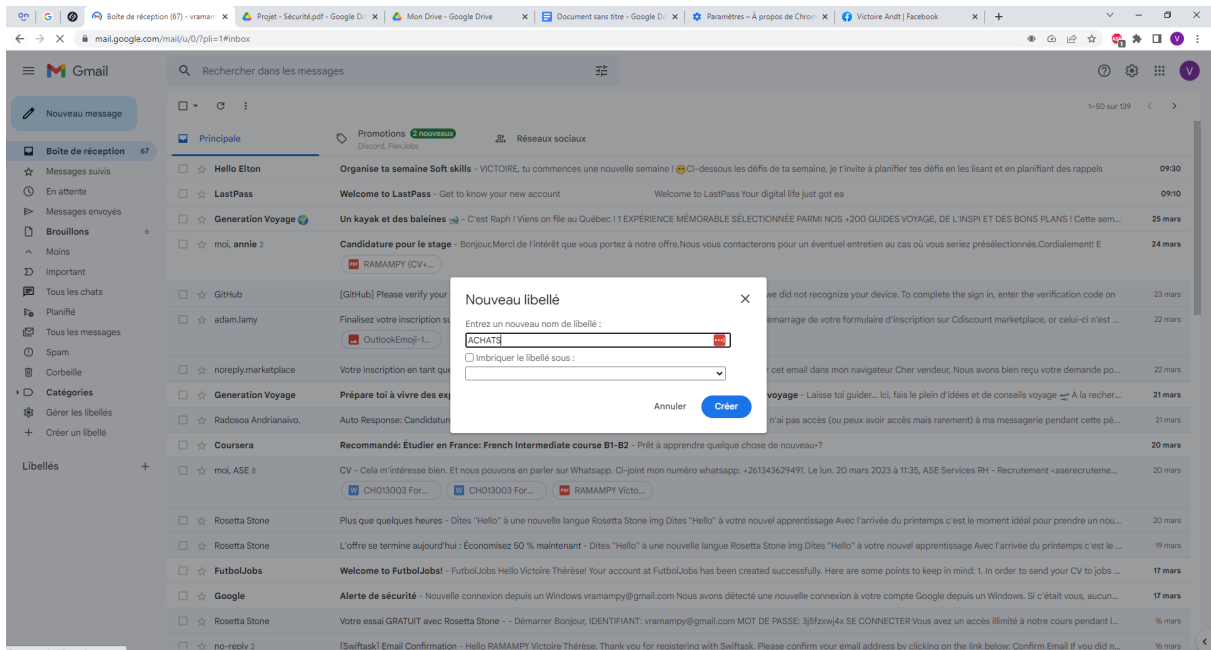 Boîte de réception (67) - vramam
Projet - Sécurité.pdf - Google Dr
Mon Drive - Google Drive
Document sans titre - Google Do
Paramètres – À propos de Chrom
Victoire Andt | Facebook
mail.google.com/mail/u/0/?pli=1#inbox
Gmail
Rechercher dans les messages
Nouveau message
1–50 sur 139
Principale
Promotions 2 nouveaux
Discord, FlexJobs
Réseaux sociaux
Boîte de réception 67
Messages suivis
En attente
Messages envoyés
Brouillons 6
Moins
Important
Tous les chats
Planifié
Tous les messages
Spam
Corbeille
Catégories
Gérer les libellés
Créer un libellé
Libellés
Hello Elton Organise ta semaine Soft skills - VICTOIRE, tu commences une nouvelle semaine ! 😁Ci-dessous les défis de ta semaine, je t'invite à planifier tes défis en les lisant et en planifiant des rappels 09:30
LastPass Welcome to LastPass - Get to know your new account Welcome to LastPass Your digital life just got ea 09:10
Generation Voyage 🌍 Un kayak et des baleines 🐋 - C'est Raph ! Viens on file au Québec ! 1 EXPÉRIENCE MÉMORABLE SÉLECTIONNÉE PARMI NOS +200 GUIDES VOYAGE, DE L'INSPI ET DES BONS PLANS ! Cette sem... 25 mars
moi, annie 2 Candidature pour le stage - Bonjour,Merci de l'intérêt que vous portez à notre offre.Nous vous contacterons pour un éventuel entretien au cas où vous seriez présélectionnés.Cordialement! E 24 mars
PDF RAMAMPY (CV+...
GitHub [GitHub] Please verify your we did not recognize your device. To complete the sign in, enter the verification code on 23 mars
adam.lamy Finalisez votre inscription su émarrage de votre formulaire d'inscription sur Cdiscount marketplace, or celui-ci n'est ... 22 mars
OutlookEmoji-1...
noreply.marketplace Votre inscription en tant que r cet email dans mon navigateur Cher vendeur, Nous avons bien reçu votre demande po... 22 mars
Generation Voyage Prépare toi à vivre des exp voyage - Laisse toi guider... Ici, fais le plein d'idées et de conseils voyage 🛫 À la recher... 21 mars
Radosoa Andrianaivo. Auto Response: Candidatur n'ai pas accès (ou peux avoir accès mais rarement) à ma messagerie pendant cette pé... 21 mars
Coursera Recommandé: Étudier en France: French Intermediate course B1-B2 - Prêt à apprendre quelque chose de nouveau•? 20 mars
moi, ASE 8 CV - Cela m'intéresse bien. Et nous pouvons en parler sur Whatsapp. Ci-joint mon numéro whatsapp: +261343629491. Le lun. 20 mars 2023 à 11:35, ASE Services RH - Recrutement <aserecruteme... 20 mars
W CH013003 For... W CH013003 For... PDF RAMAMPY Victo...
Rosetta Stone Plus que quelques heures - Dites "Hello" à une nouvelle langue Rosetta Stone img Dites "Hello" à votre nouvel apprentissage Avec l'arrivée du printemps c'est le moment idéal pour prendre un nou... 20 mars
Rosetta Stone L'offre se termine aujourd'hui : Économisez 50 % maintenant - Dites "Hello" à une nouvelle langue Rosetta Stone img Dites "Hello" à votre nouvel apprentissage Avec l'arrivée du printemps c'est le ... 19 mars
FutbolJobs Welcome to FutbolJobs! - FutbolJobs Hello Victoire Thérèse! Your account at FutbolJobs has been created successfully. Here are some points to keep in mind: 1. In order to send your CV to jobs ... 17 mars
Google Alerte de sécurité - Nouvelle connexion depuis un Windows vramampy@gmail.com Nous avons détecté une nouvelle connexion à votre compte Google depuis un Windows. Si c'était vous, aucun... 17 mars
Rosetta Stone Votre essai GRATUIT avec Rosetta Stone - - Démarrer Bonjour, IDENTIFIANT: vramampy@gmail.com MOT DE PASSE: 3j5fzxwj4x SE CONNECTER Vous avez un accès illimité à notre cours pendant l... 16 mars
no-reply 2 [Swiftask] Email Confirmation - Hello RAMAMPY Victoire Thérèse, Thank you for registering with Swiftask. Please confirm your email address by clicking on the link below: Confirm Email If you did n... 16 mars
Nouveau libellé
Entrez un nouveau nom de libellé :
ACHATS
Imbriquer le libellé sous :
Annuler
Créer